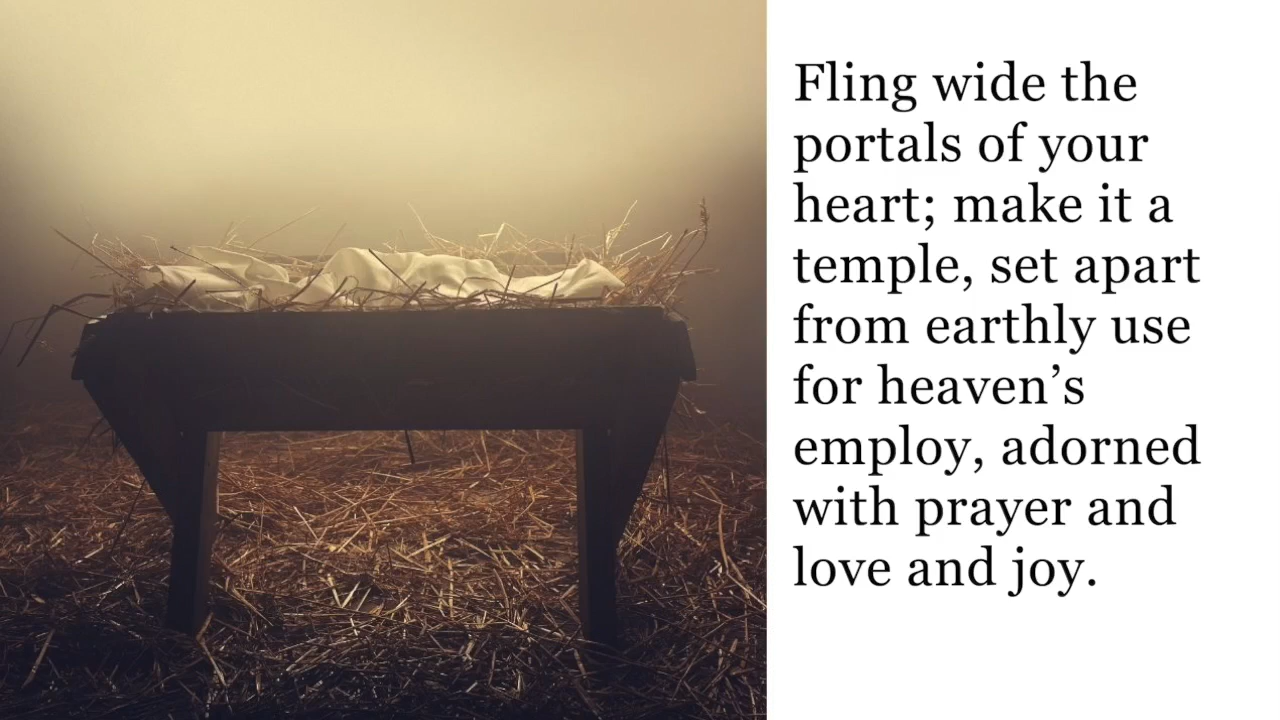 Fling wide the
portals of your
heart; make it a
temple, set apart
from earthly use
for heaven’s
employ, adorned
with prayer and
love and joy.